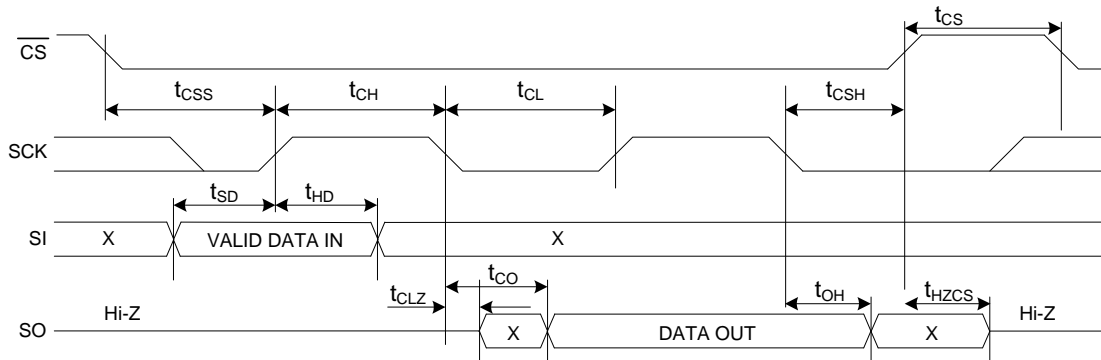 t_CS
CS
t_CSS t_CH t_CL t_CSH
SCK
t_SD t_HD
SI X VALID DATA IN X
t_CO
t_CLZ t_OH t_HZCS
Hi-Z Hi-Z
SO X DATA OUT X